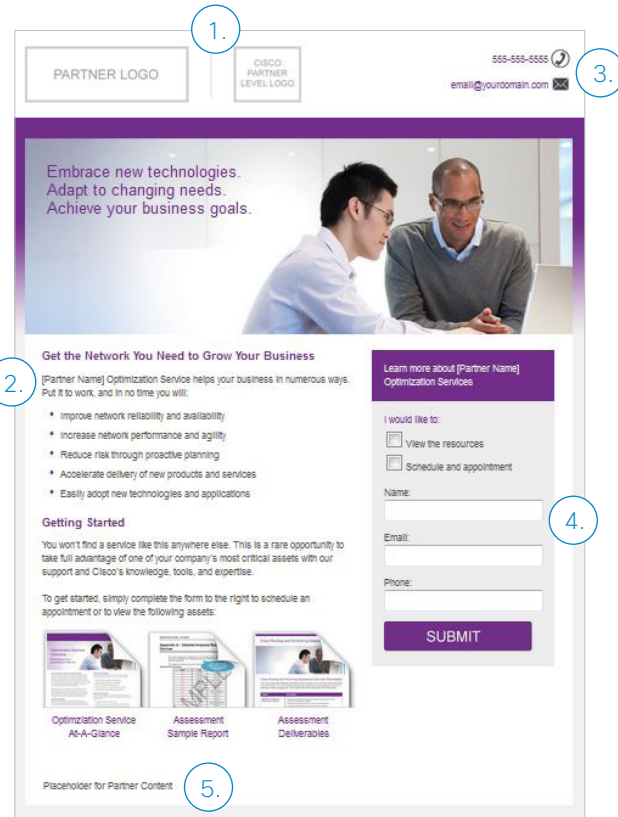 1.
PARTNER LOGO
CISCO
PARTNER
LEVEL LOGO
555-555-5555
email@yourdomain.com
3.
Embrace new technologies.
Adapt to changing needs.
Achieve your business goals.
2.
Get the Network You Need to Grow Your Business
[Partner Name] Optimization Service helps your business in numerous ways.
Put it to work, and in no time you will:
• Improve network reliability and availability
• Increase network performance and agility
• Reduce risk through proactive planning
• Accelerate delivery of new products and services
• Easily adopt new technologies and applications
Getting Started
You won't find a service like this anywhere else. This is a rare opportunity to
take full advantage of one of your company's most critical assets with our
support and Cisco's knowledge, tools, and expertise.
To get started, simply complete the form to the right to schedule an
appointment or to view the following assets:
Optimziation Service
At-A-Glance
Assessment
Sample Report
Assessment
Deliverables
Learn more about [Partner Name]
Optimization Services
I would like to:
View the resources
Schedule and appointment
Name:
4.
Email:
Phone:
SUBMIT
Placeholder for Partner Content
5.